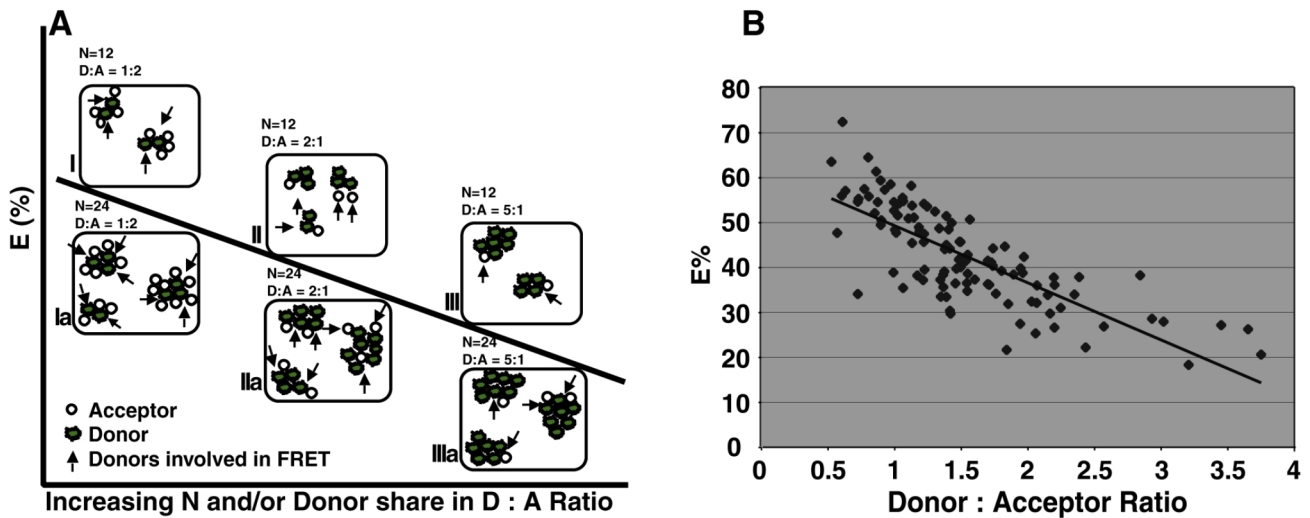 A
N=12
D:A = 1:2
I
N=12
D:A = 2:1
II
N=12
D:A = 5:1
III
N=24
D:A = 1:2
Ia
N=24
D:A = 2:1
IIa
N=24
D:A = 5:1
IIIa
E (%)
Acceptor
Donor
Donors involved in FRET
Increasing N and/or Donor share in D : A Ratio
B
80
70
60
50
40
30
20
10
0
E%
0 0.5 1 1.5 2 2.5 3 3.5 4
Donor : Acceptor Ratio